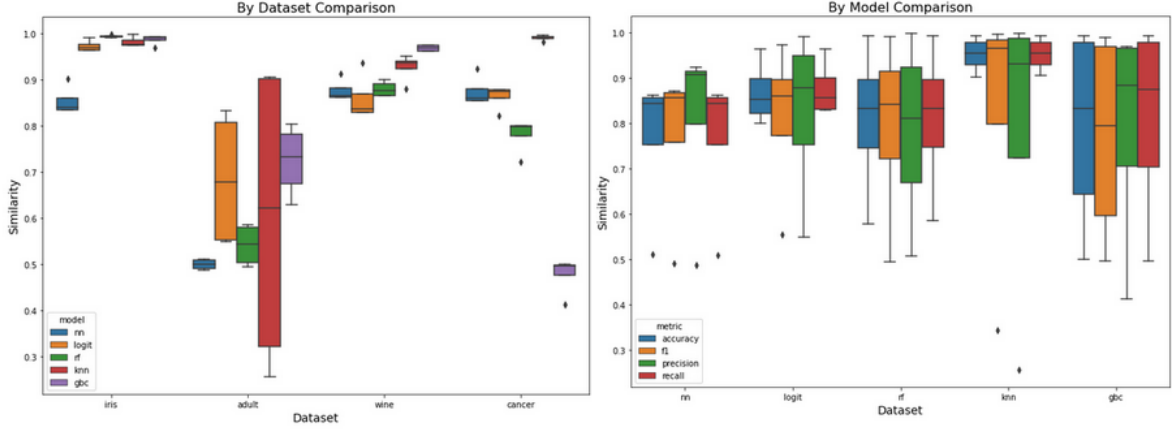 By Dataset Comparison
1.0
0.9
0.8
0.7
0.6
0.5
0.4
0.3
Similarity
model
nn
logit
rf
knn
gbc
iris
adult
wine
cancer
Dataset
By Model Comparison
1.0
0.9
0.8
0.7
0.6
0.5
0.4
0.3
Similarity
metric
accuracy
f1
precision
recall
nn
logit
rf
knn
gbc
Dataset